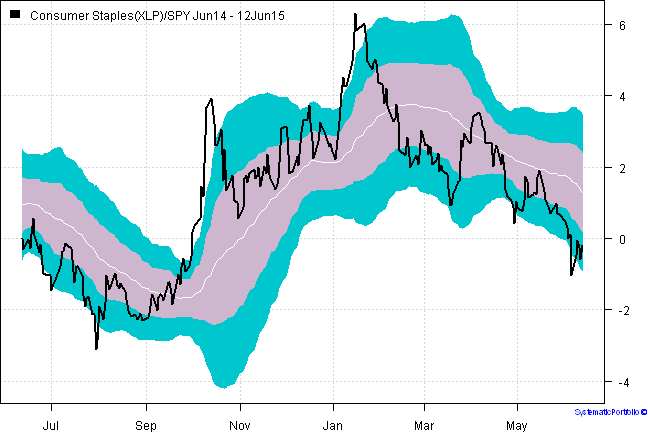 Consumer Staples(XLP)/SPY Jun14 - 12Jun15
6
4
2
0
-2
-4
Jul Sep Nov Jan Mar May
SystematicPortfolio ©